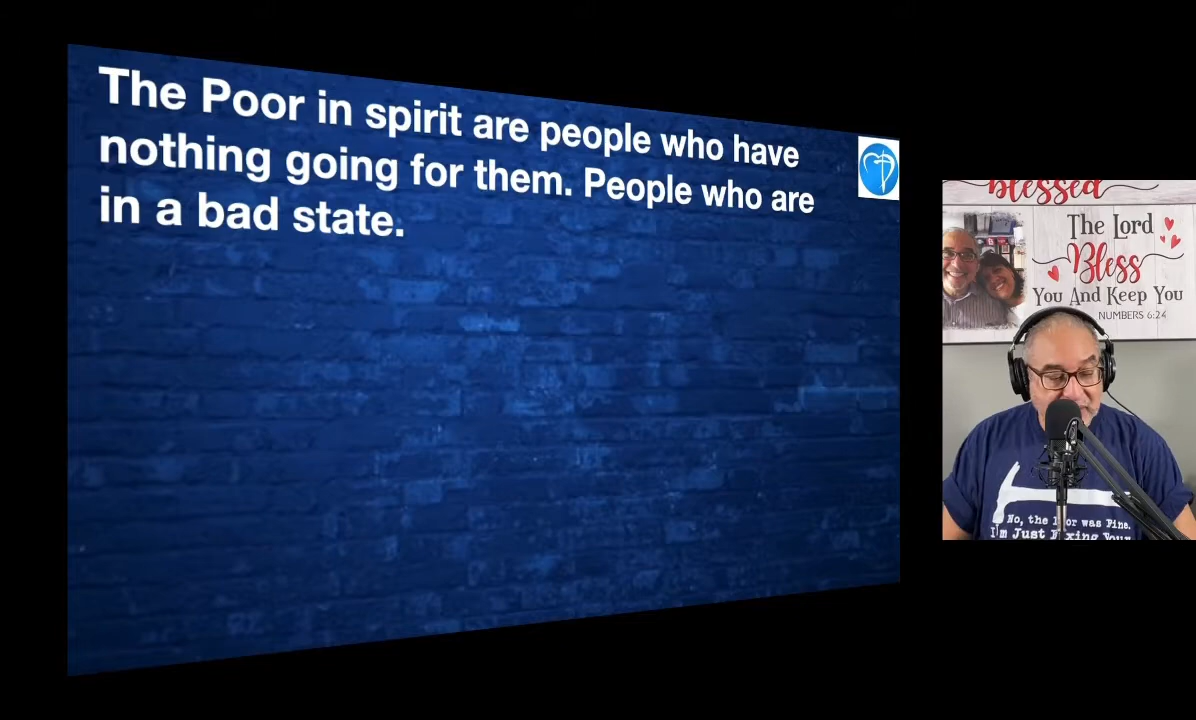 The Poor in spirit are people who have
nothing going for them. People who are
in a bad state.
blessed
The Lord
Bless
You And Keep You
NUMBERS 6:24
No, the was Fine.
I'm Just Your